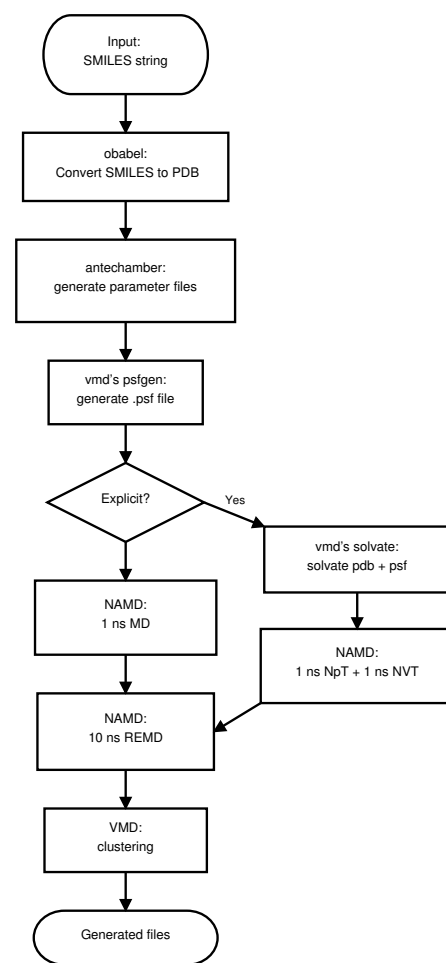 Input:
SMILES string
obabel:
Convert SMILES to PDB
antechamber:
generate parameter files
vmd's psfgen:
generate .psf file
Explicit?
Yes
vmd's solvate:
solvate pdb + psf
NAMD:
1 ns MD
NAMD:
1 ns NpT + 1 ns NVT
NAMD:
10 ns REMD
VMD:
clustering
Generated files